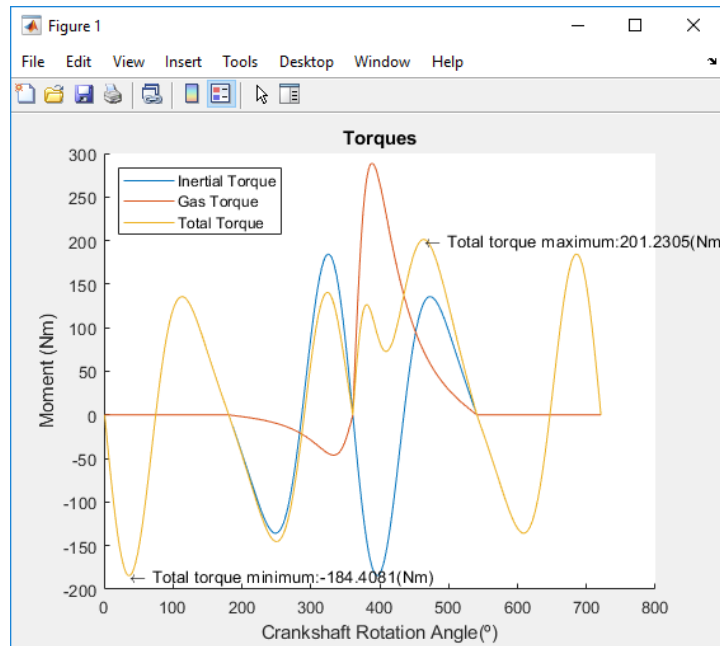 Figure 1
File Edit View Insert Tools Desktop Window Help
Torques
300
250
200
150
100
50
0
-50
-100
-150
-200
Moment (Nm)
Inertial Torque
Gas Torque
Total Torque
← Total torque maximum:201.2305(Nm
← Total torque minimum:-184.4081(Nm)
0 100 200 300 400 500 600 700 800
Crankshaft Rotation Angle(º)